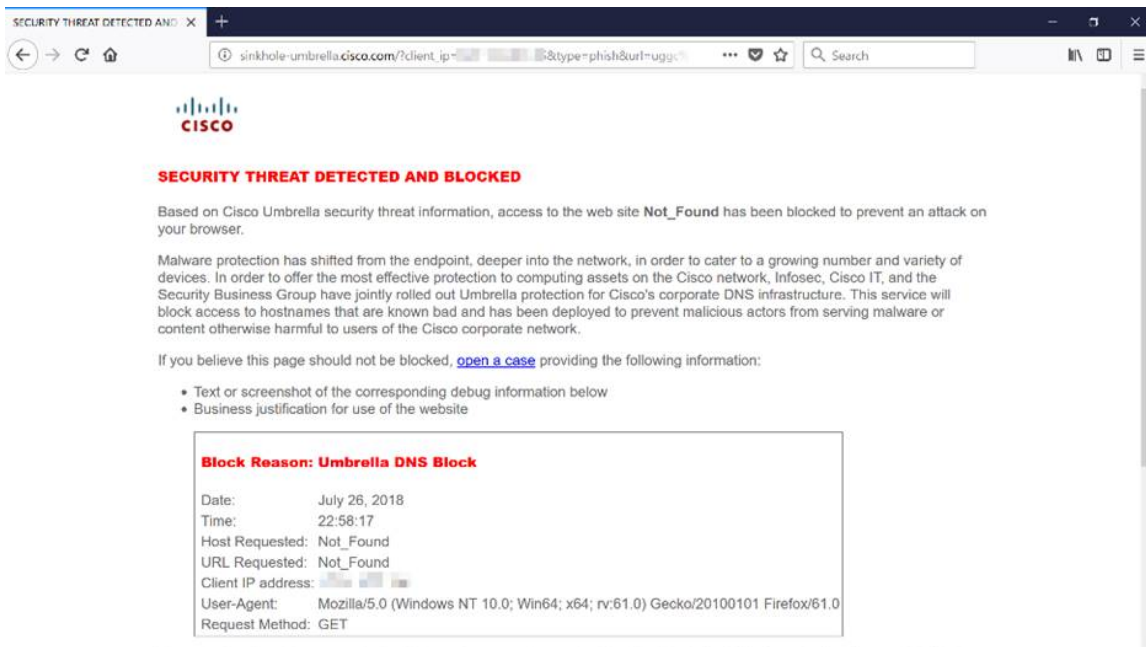 SECURITY THREAT DETECTED AND
sinkhole-umbrella.cisco.com/?client_ip= &type=phish&url=uggc
Search
CISCO
SECURITY THREAT DETECTED AND BLOCKED
Based on Cisco Umbrella security threat information, access to the web site Not_Found has been blocked to prevent an attack on
your browser.
Malware protection has shifted from the endpoint, deeper into the network, in order to cater to a growing number and variety of
devices. In order to offer the most effective protection to computing assets on the Cisco network, Infosec, Cisco IT, and the
Security Business Group have jointly rolled out Umbrella protection for Cisco's corporate DNS infrastructure. This service will
block access to hostnames that are known bad and has been deployed to prevent malicious actors from serving malware or
content otherwise harmful to users of the Cisco corporate network.
If you believe this page should not be blocked, open a case providing the following information:
• Text or screenshot of the corresponding debug information below
• Business justification for use of the website
Block Reason: Umbrella DNS Block
Date: July 26, 2018
Time: 22:58:17
Host Requested: Not_Found
URL Requested: Not_Found
Client IP address:
User-Agent: Mozilla/5.0 (Windows NT 10.0; Win64; x64; rv:61.0) Gecko/20100101 Firefox/61.0
Request Method: GET